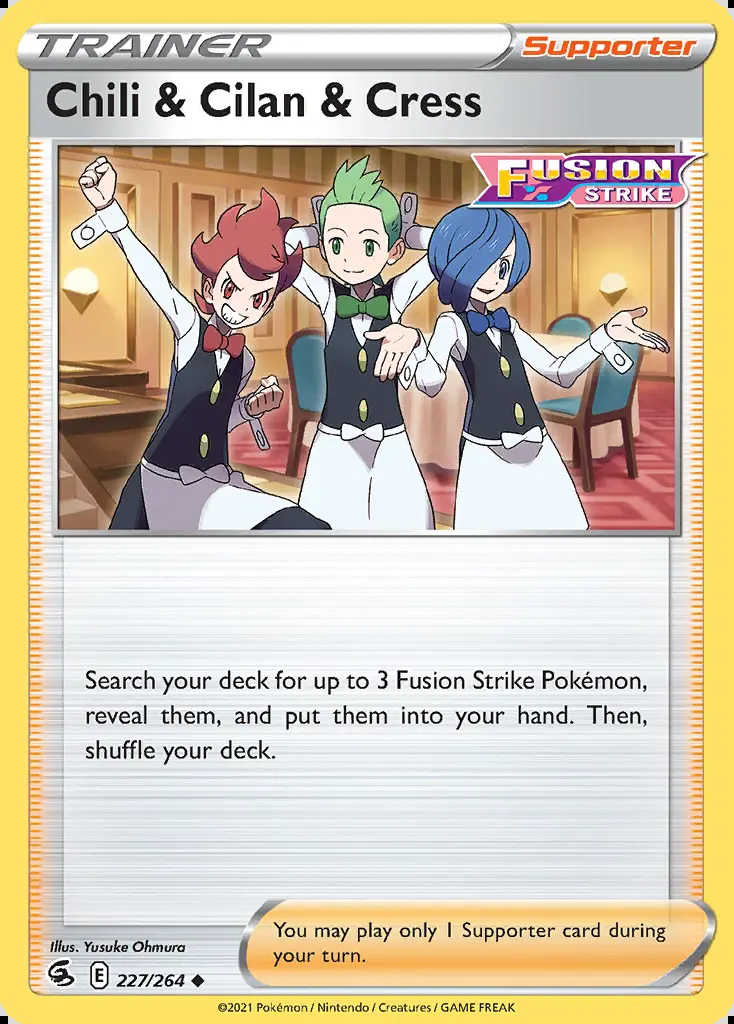 TRAINER
Supporter
Chili & Cilan & Cress
FUSION
STRIKE
Search your deck for up to 3 Fusion Strike Pokémon,
reveal them, and put them into your hand. Then,
shuffle your deck.
You may play only 1 Supporter card during
your turn.
Illus. Yusuke Ohmura
E 227/264
©2021 Pokémon / Nintendo / Creatures / GAME FREAK